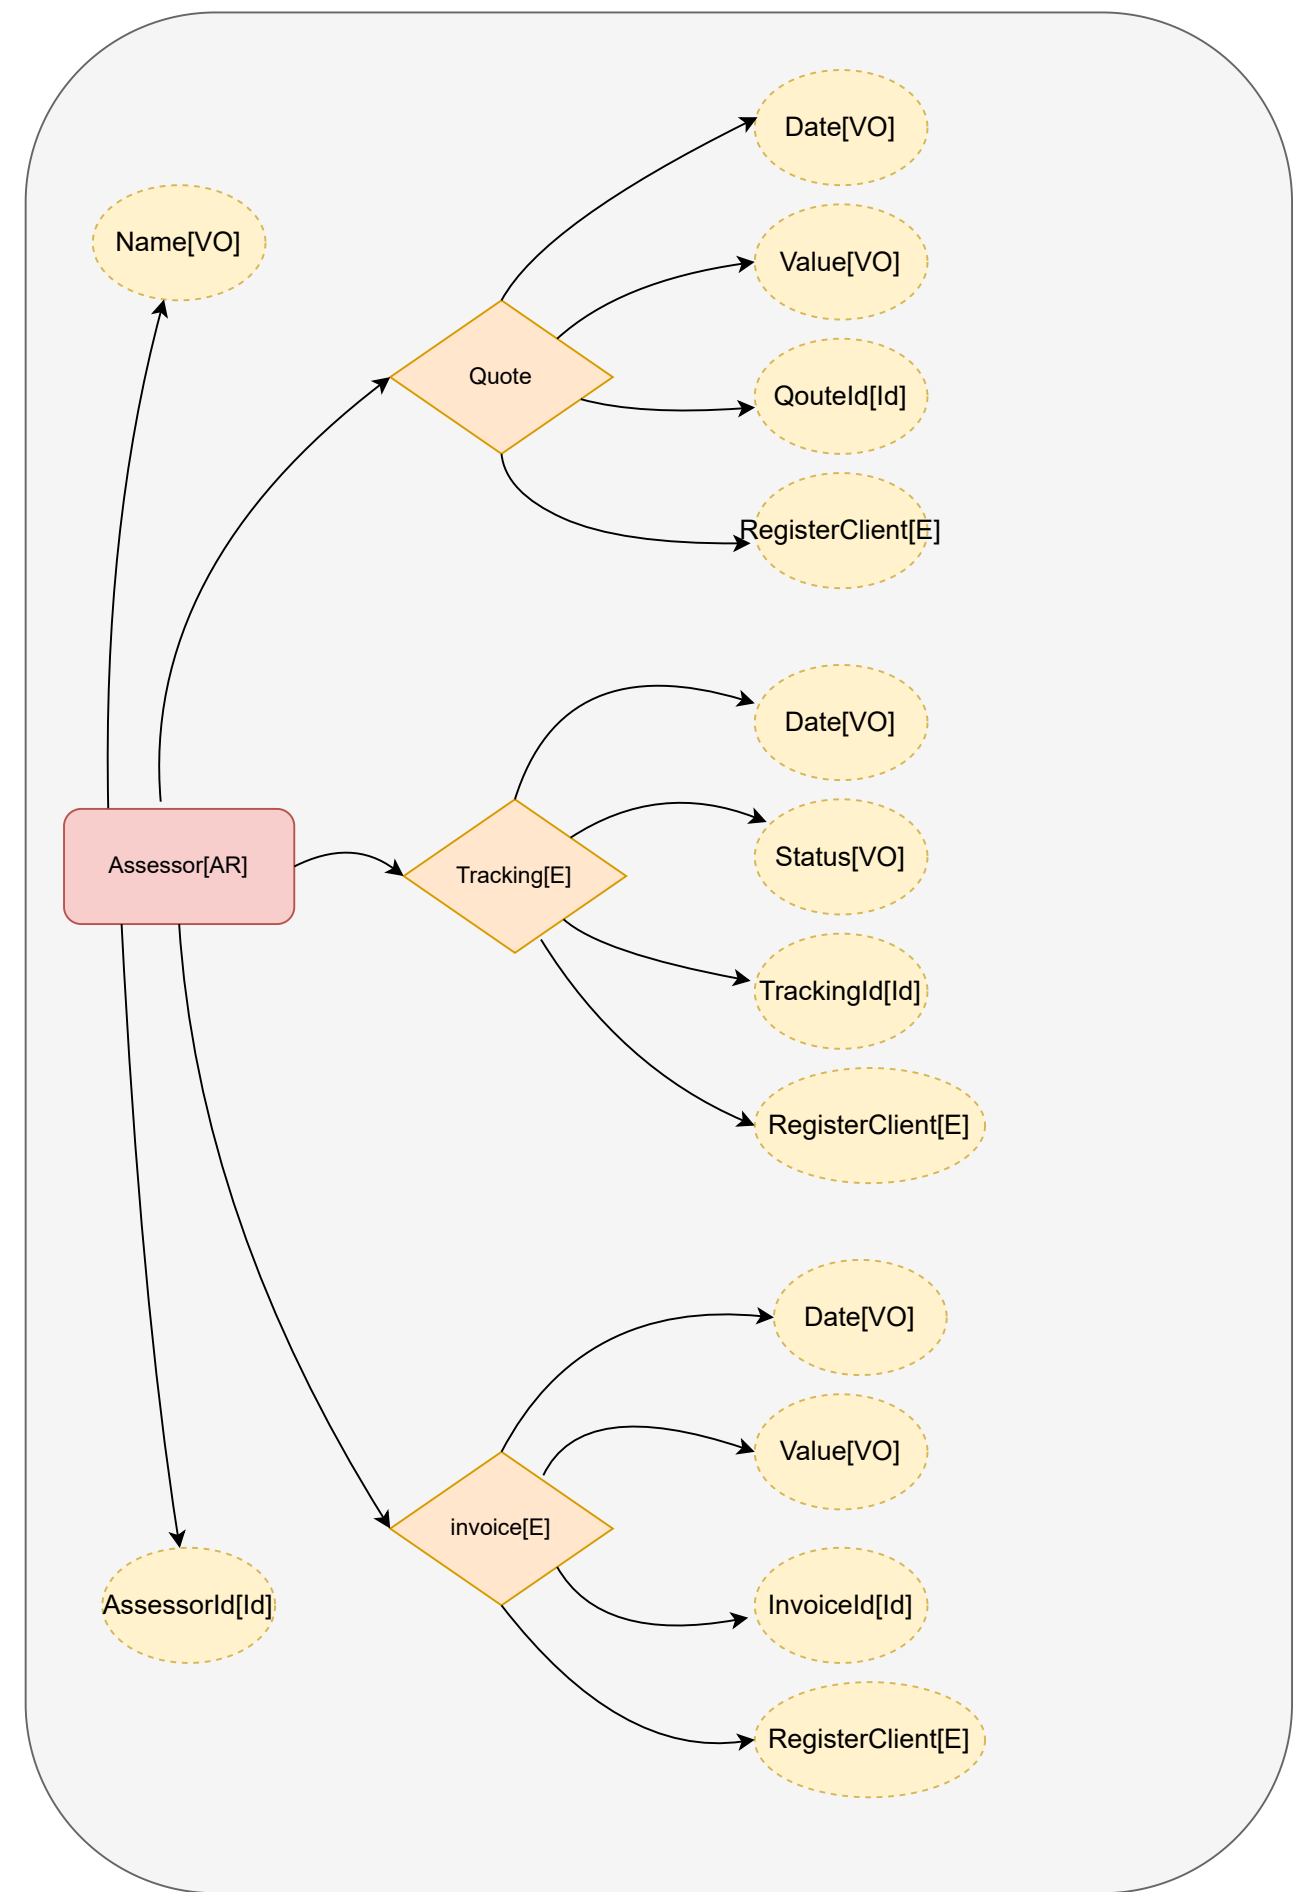 Date[VO]
Name[VO]
Value[VO]
Quote
QouteId[Id]
RegisterClient[E]
Date[VO]
Status[VO]
Assessor[AR]
Tracking[E]
TrackingId[Id]
RegisterClient[E]
Date[VO]
Value[VO]
invoice[E]
AssessorId[Id]
InvoiceId[Id]
RegisterClient[E]